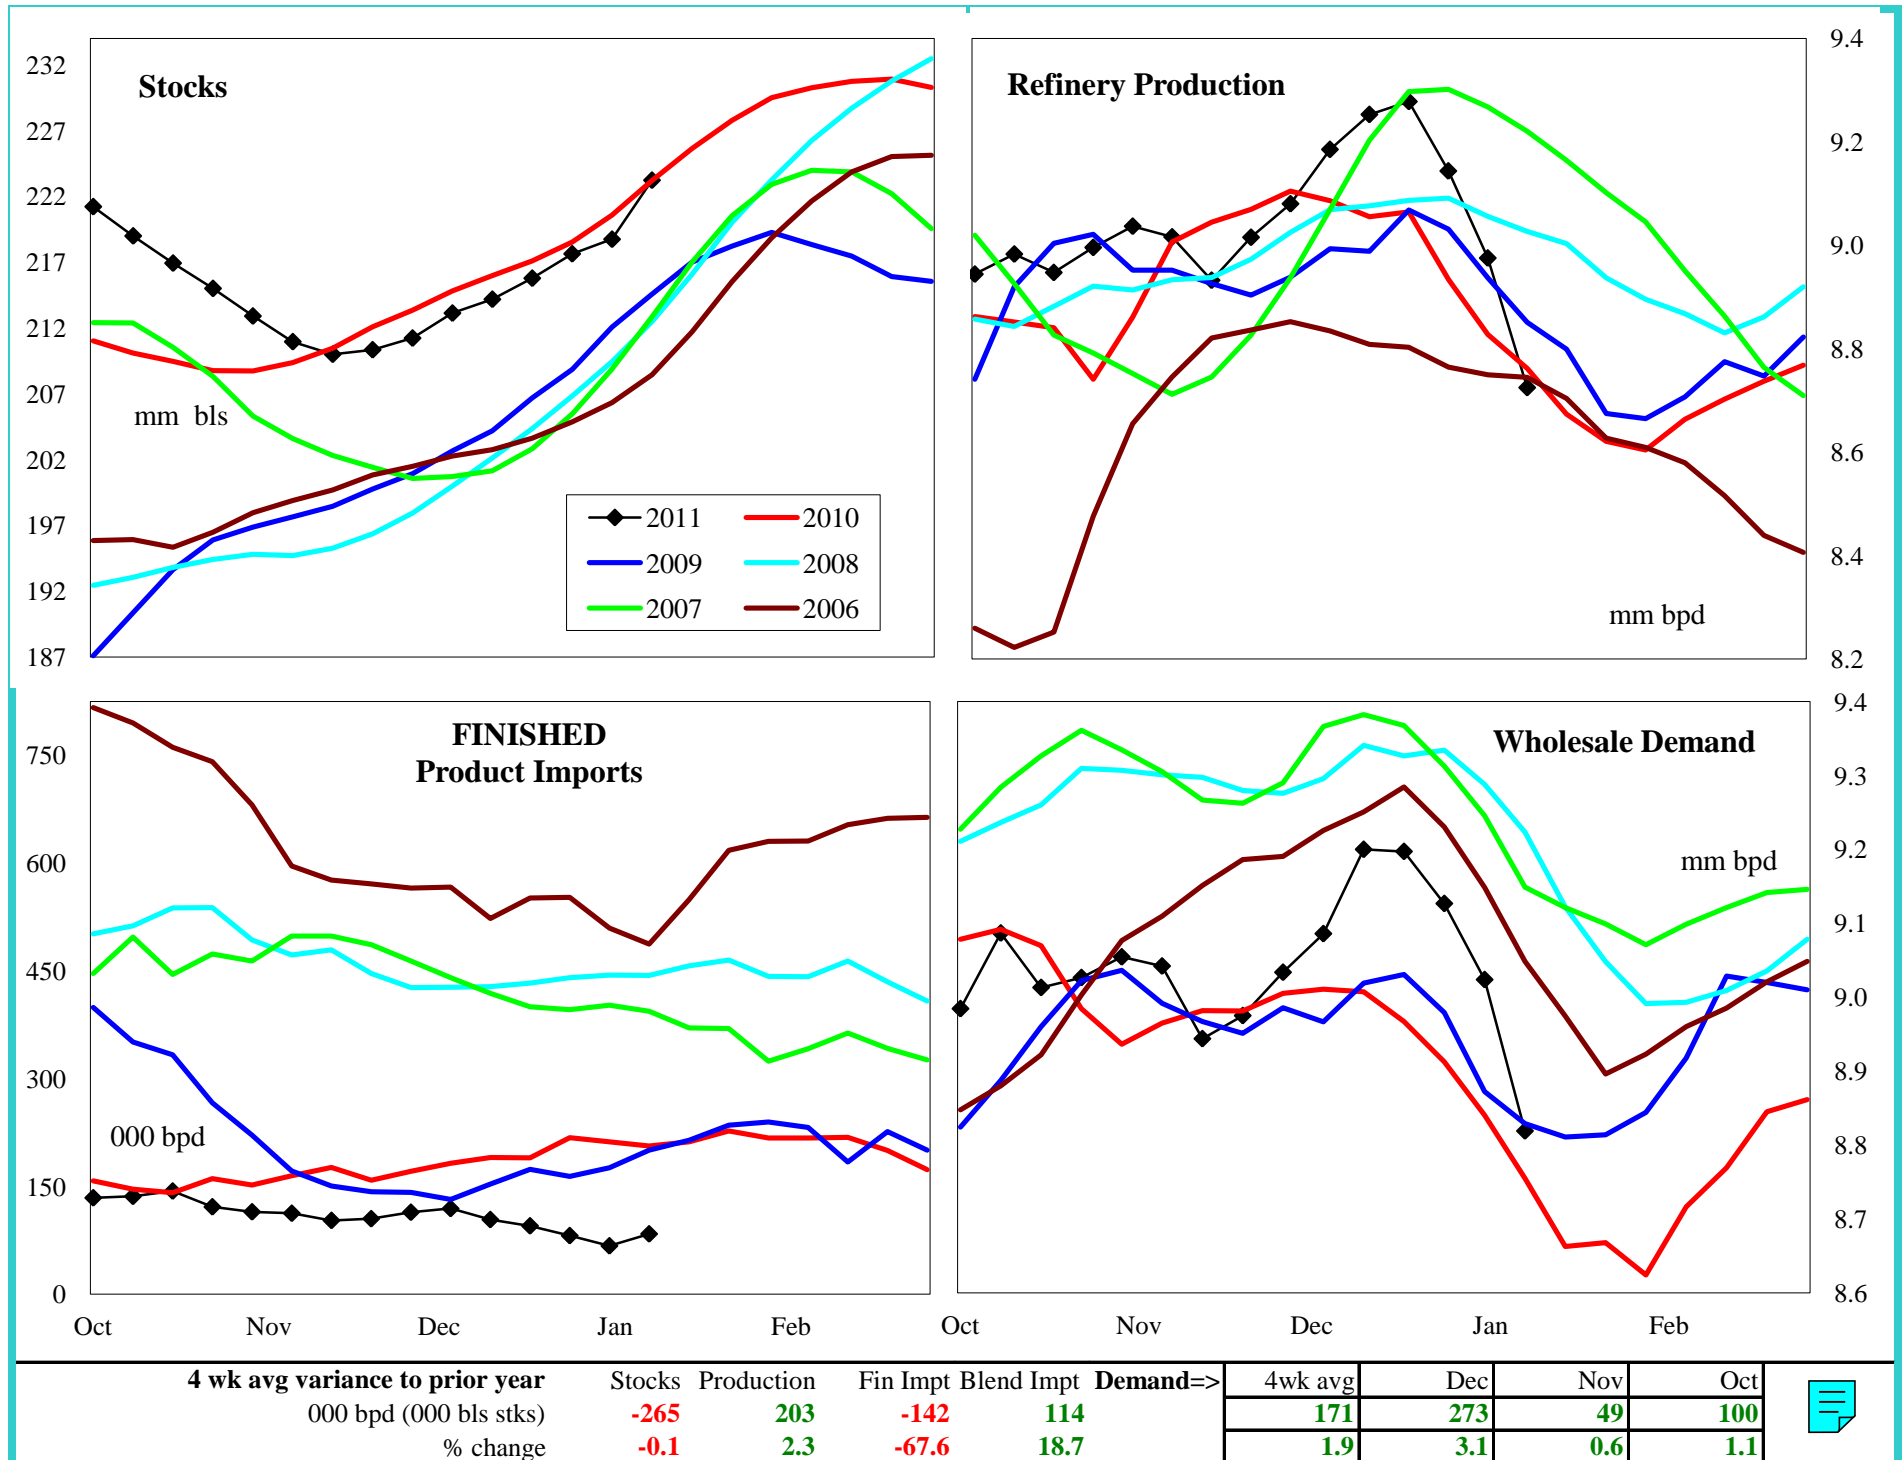 Stocks
232
227
222
217
212
207
202
197
192
187
mm bls
2011
2010
2009
2008
2007
2006
Refinery Production
9.4
9.2
9.0
8.8
8.6
8.4
8.2
mm bpd
FINISHED
Product Imports
750
600
450
300
150
0
000 bpd
Oct Nov Dec Jan Feb
Wholesale Demand
mm bpd
9.4
9.3
9.2
9.1
9.0
8.9
8.8
8.7
8.6
Oct Nov Dec Jan Feb
4 wk avg variance to prior year Stocks Production Fin Impt Blend Impt Demand=> 4wk avg Dec Nov Oct
000 bpd (000 bls stks) -265 203 -142 114 171 273 49 100
% change -0.1 2.3 -67.6 18.7 1.9 3.1 0.6 1.1